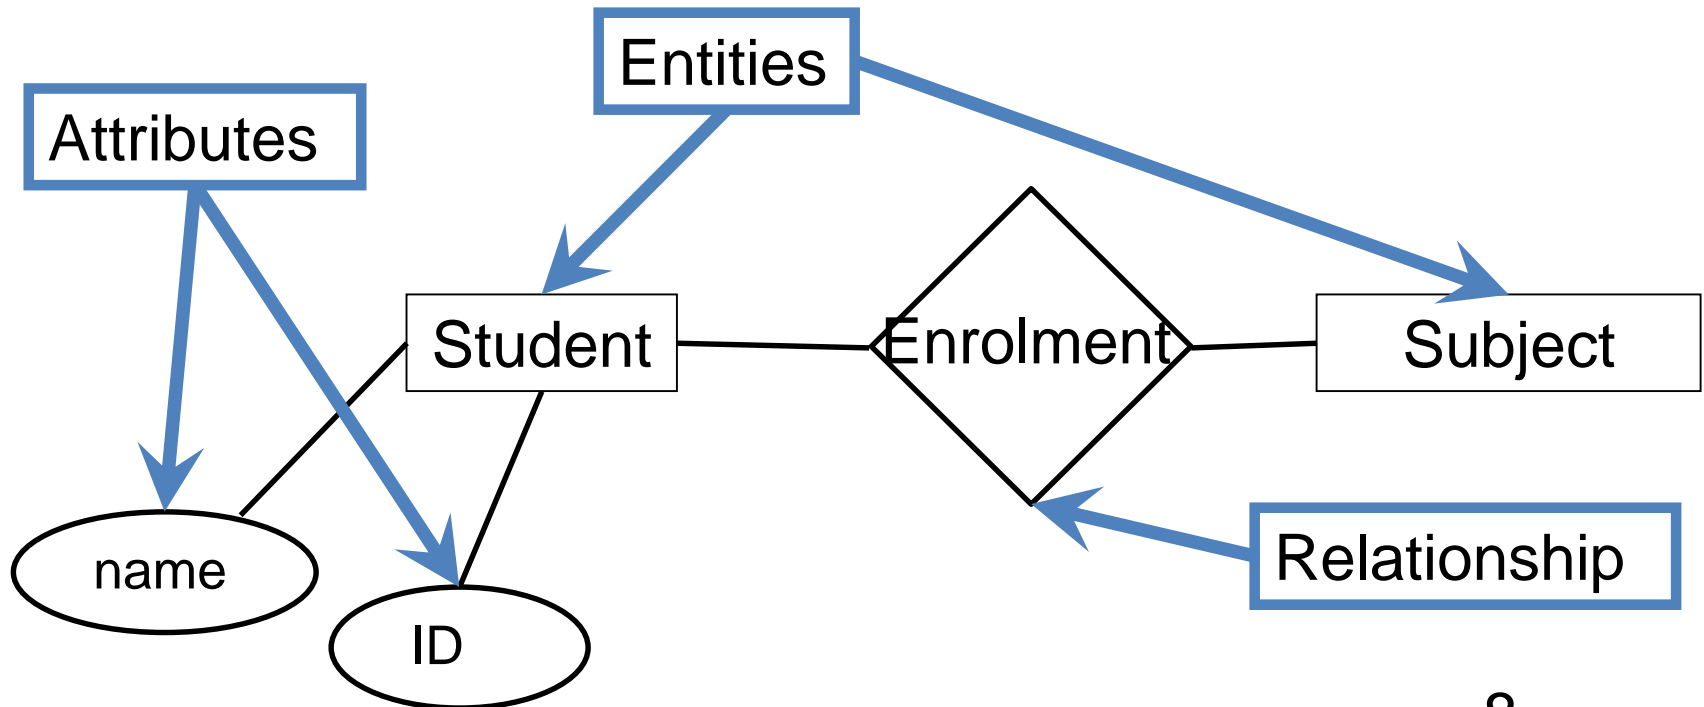 Entities
Attributes
Student
Enrolment
Subject
name
Relationship
ID